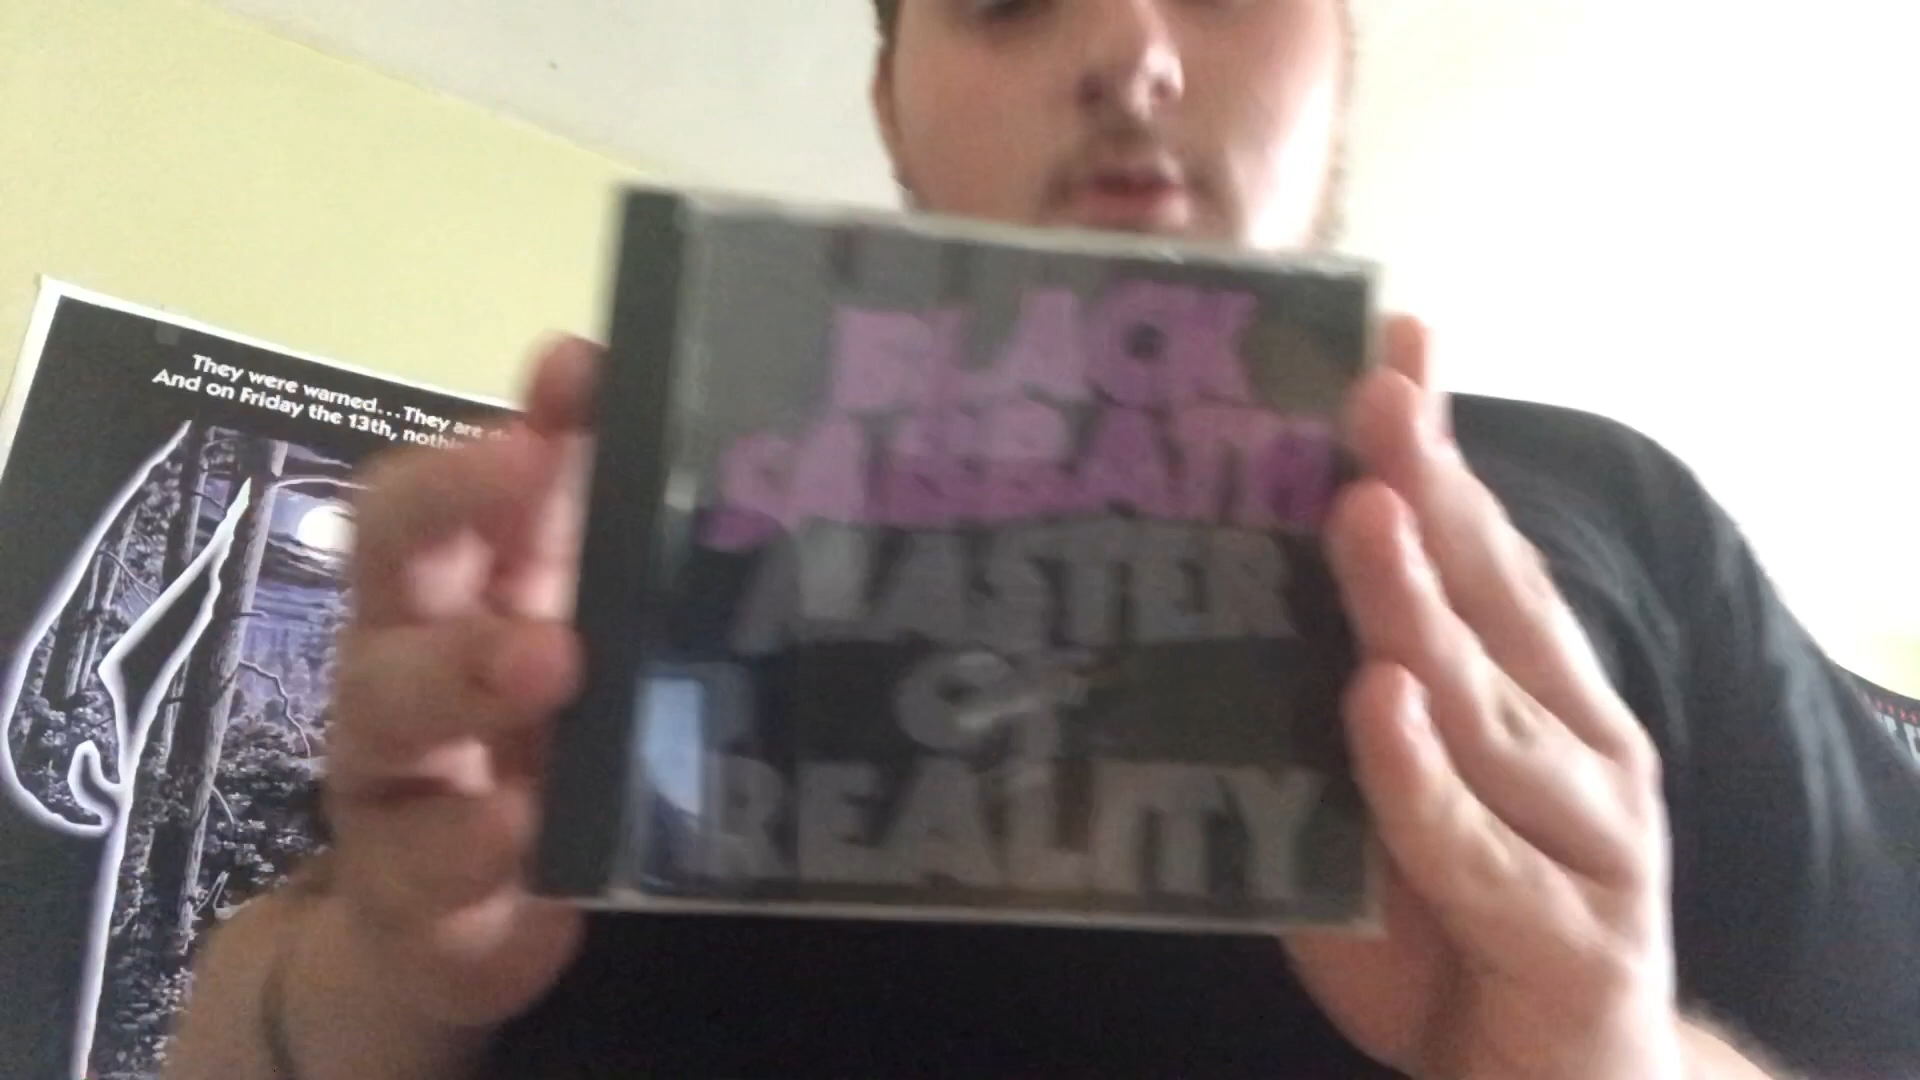 They were warned...They are
And on Friday the 13th,
BLACK
SABBATH
MASTER
OF
REALITY